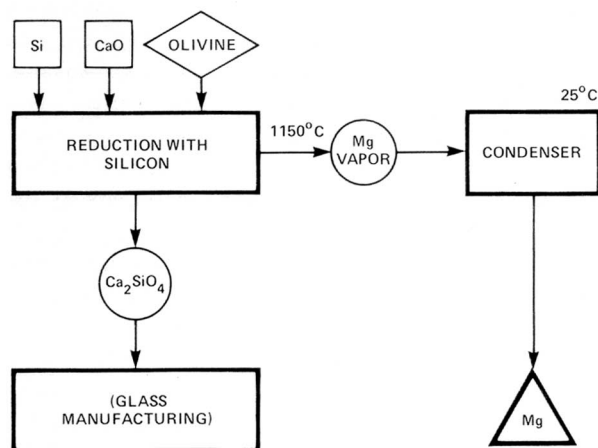 Si
CaO
OLIVINE
25°C
1150°C
REDUCTION WITH
SILICON
Mg
VAPOR
CONDENSER
Ca₂SiO₄
(GLASS
MANUFACTURING)
Mg